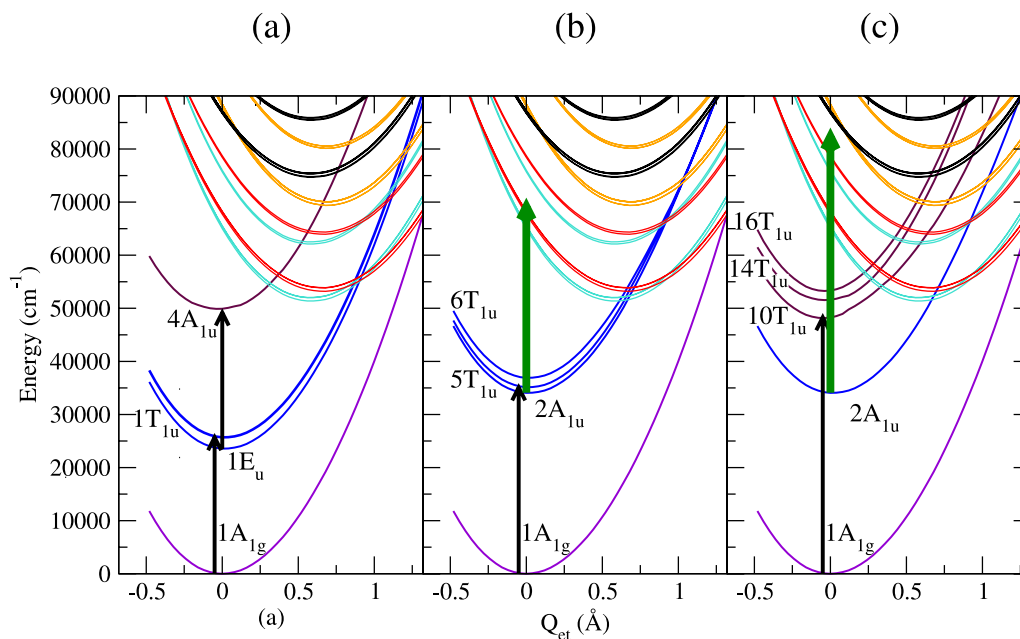 (a) (b) (c)
90000
80000
70000
60000
50000
40000
30000
20000
10000
0
Energy (cm⁻¹)
4A₁ᵤ
1T₁ᵤ
1Eᵤ
1A₁g
-0.5 0 0.5 1
(a)
6T₁ᵤ
5T₁ᵤ
2A₁ᵤ
1A₁g
-0.5 0 0.5 1
Q_et (Å)
16T₁ᵤ
14T₁ᵤ
10T₁ᵤ
2A₁ᵤ
1A₁g
-0.5 0 0.5 1